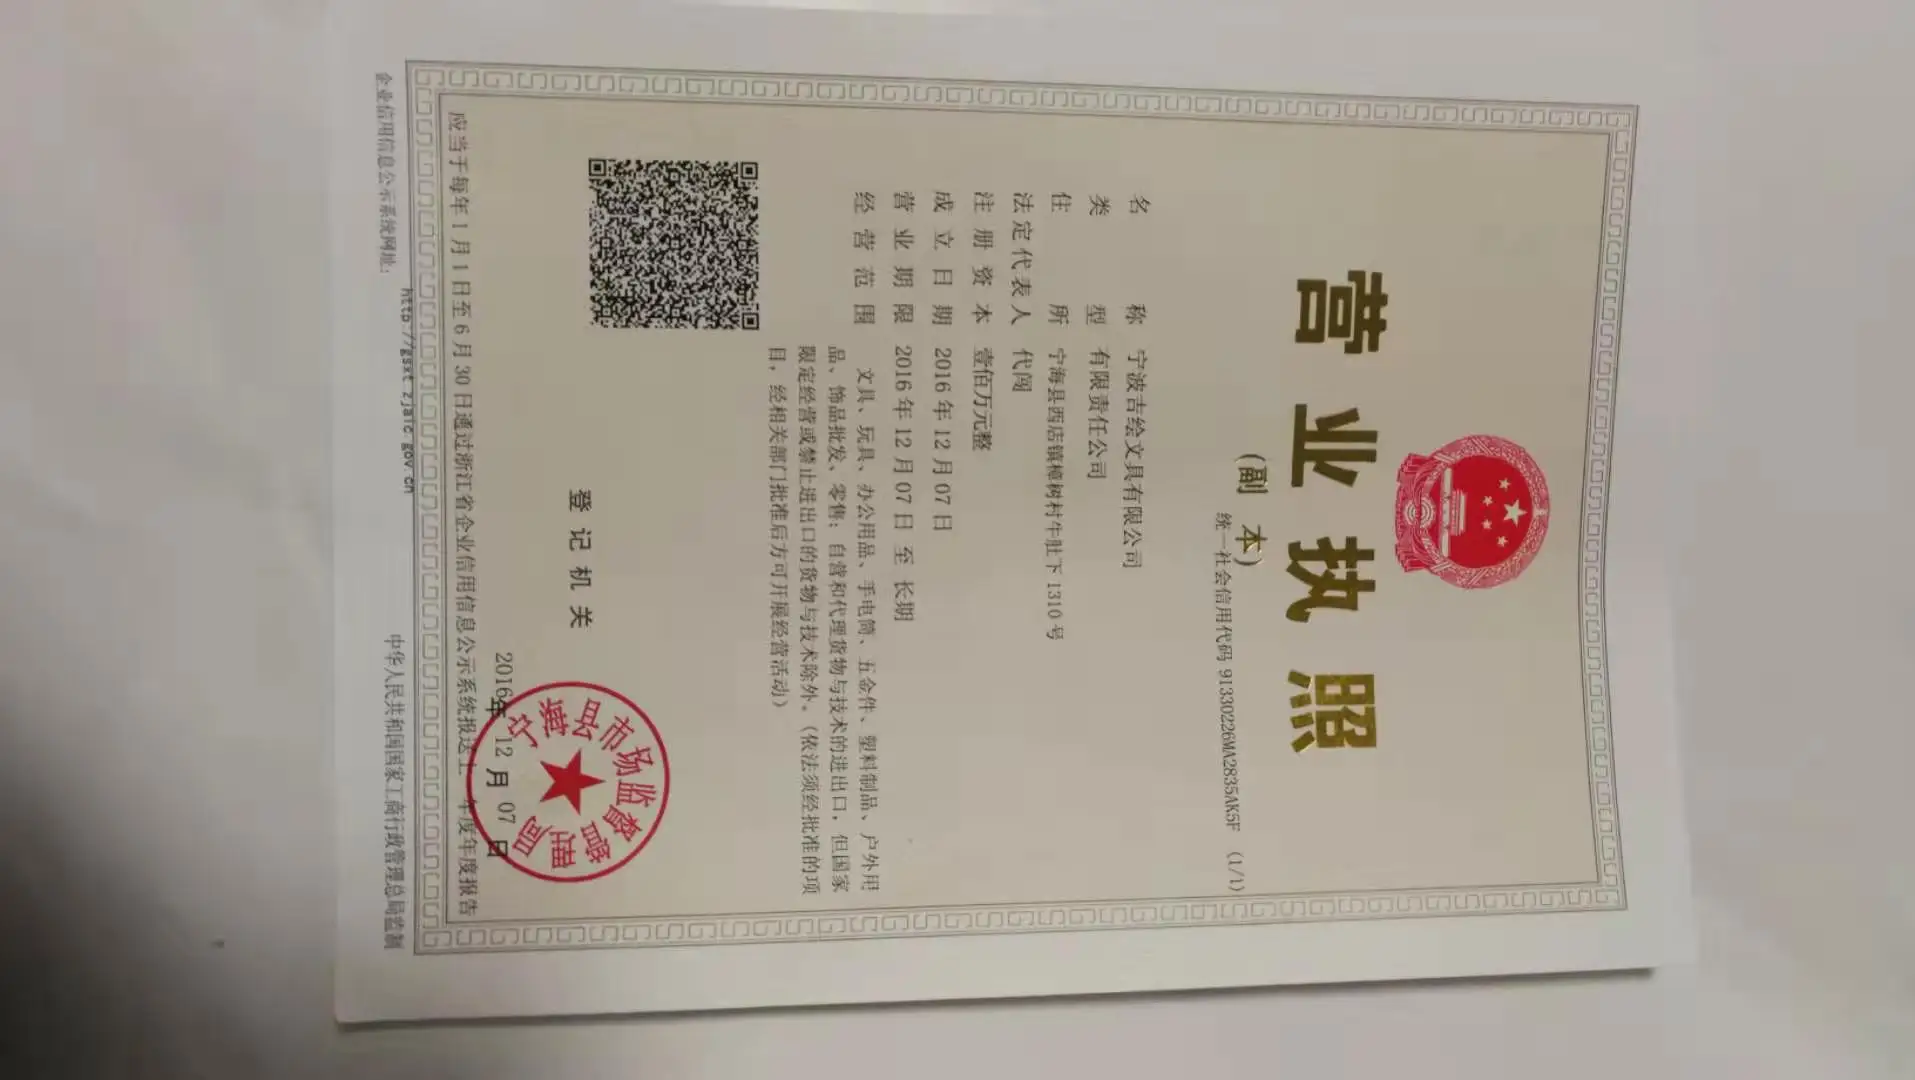 营业执照
(副 本)
统一社会信用代码 91330226MA2835AK5F (1/1)
名称 宁波吉绘文具有限公司
类型 有限责任公司
住所 宁海县西店镇樟树村牛肚下1310号
法定代表人 代闯
注册资本 壹佰万元整
成立日期 2016年12月07日
营业期限 2016年12月07日 至 长期
经营范围 文具、玩具、办公用品、手电筒、五金件、塑料制品、户外用
品、饰品批发、零售；自营和代理货物与技术的进出口，但国家
限定经营或禁止进出口的货物与技术除外。（依法须经批准的项
目，经相关部门批准后方可开展经营活动）
登记机关
宁海县市场监督管理局
2016年12月07日
应当于每年1月1日至6月30日通过浙江省企业信用信息公示系统报送上一年度年度报告
企业信用信息公示系统网址：
http://gsxt.zjaic.gov.cn
中华人民共和国国家工商行政管理总局监制